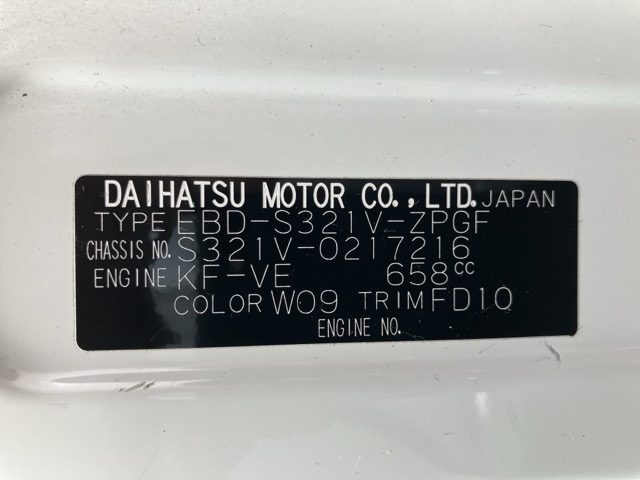 DAIHATSU MOTOR CO.,LTD. JAPAN
TYPE EBD-S321V-ZPGF
CHASSIS NO. S321V-0217216
ENGINE KF-VE 658cc
COLOR W09 TRIM FD10
ENGINE NO.